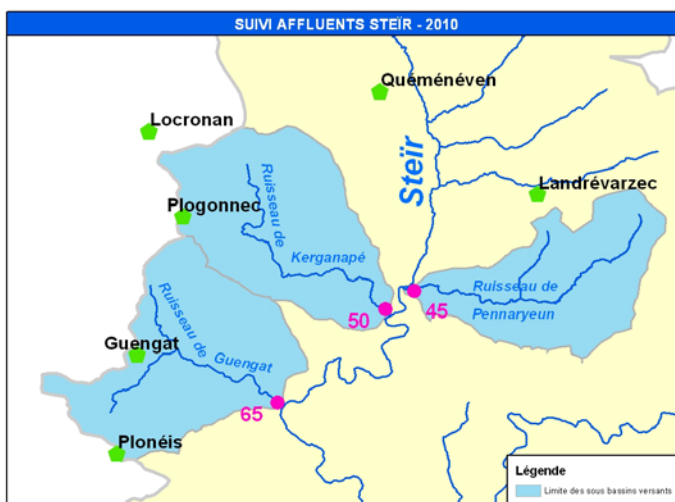 SUIVI AFFLUENTS STEÏR - 2010
Quéménéven
Locronan
Steïr
Landrévarzec
Ruisseau de
Kerganapé
Plogonnec
Ruisseau de
Pennaryeun
50
45
Ruisseau de
Guengat
Guengat
65
Plonéis
Légende
Limite des sous bassins versants